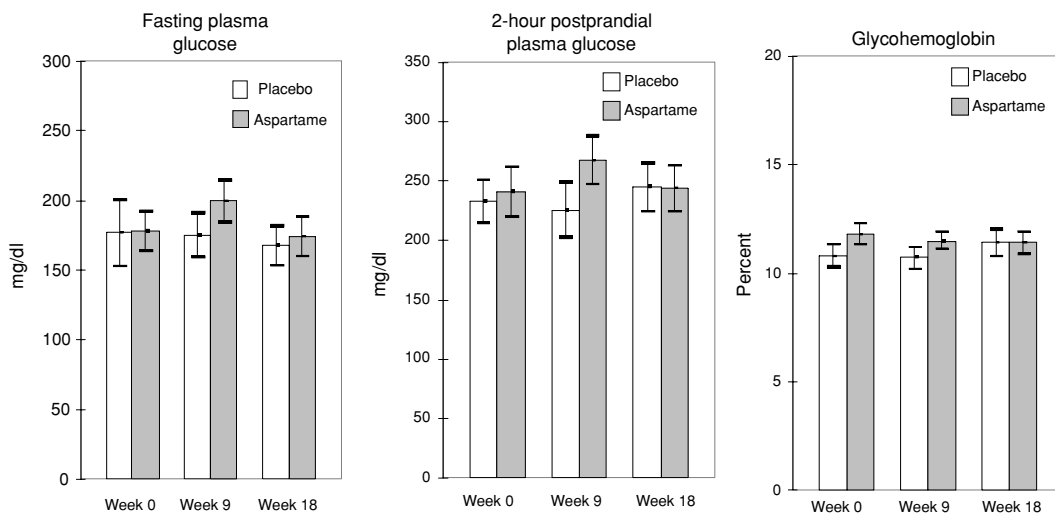 Fasting plasma
glucose
300
250
200
150
100
50
0
mg/dl
Placebo
Aspartame
Week 0 Week 9 Week 18
2-hour postprandial
plasma glucose
350
300
250
200
150
100
50
0
mg/dl
Placebo
Aspartame
Week 0 Week 9 Week 18
Glycohemoglobin
20
15
10
5
0
Percent
Placebo
Aspartame
Week 0 Week 9 Week 18